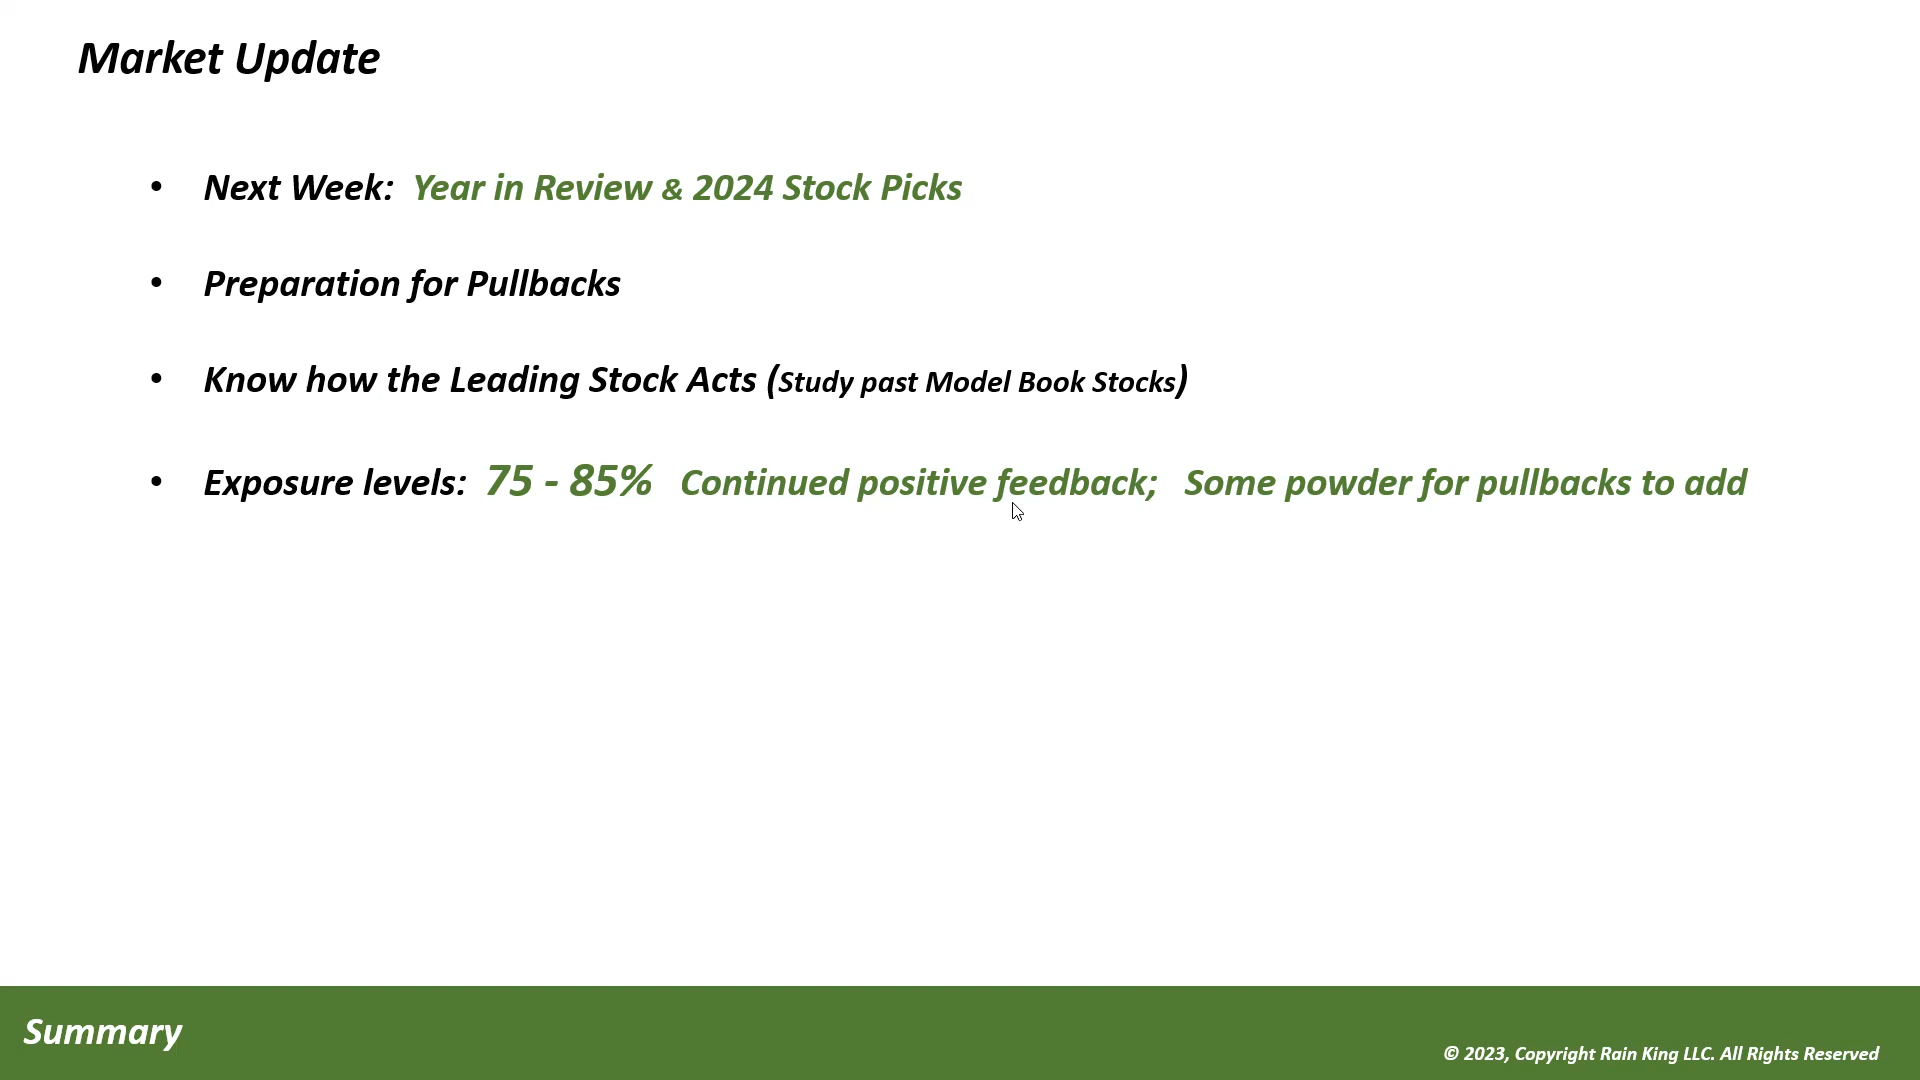 Market Update
• Next Week: Year in Review & 2024 Stock Picks
• Preparation for Pullbacks
• Know how the Leading Stock Acts (Study past Model Book Stocks)
• Exposure levels: 75 - 85% Continued positive feedback; Some powder for pullbacks to add
Summary
© 2023, Copyright Rain King LLC. All Rights Reserved